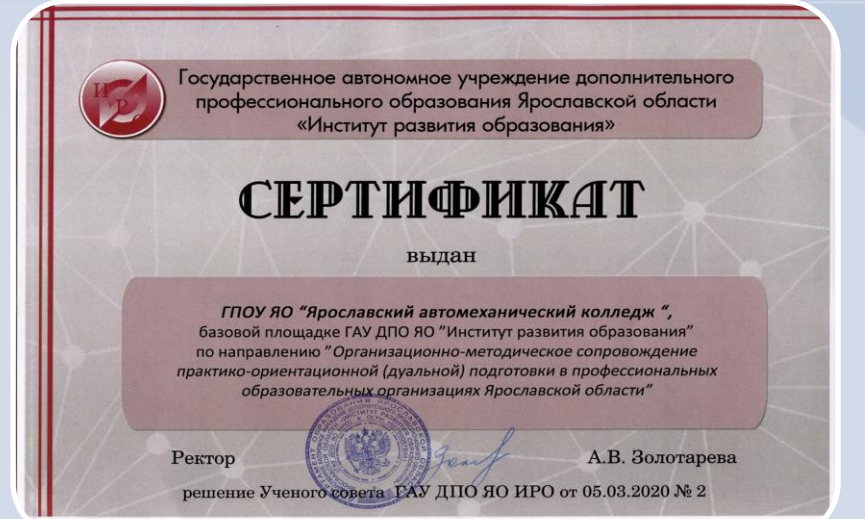 И Р О
Государственное автономное учреждение дополнительного
профессионального образования Ярославской области
«Институт развития образования»
СЕРТИФИКАТ
выдан
ГПОУ ЯО "Ярославский автомеханический колледж “,
базовой площадке ГАУ ДПО ЯО "Институт развития образования"
по направлению "Организационно-методическое сопровождение
практико-ориентационной (дуальной) подготовки в профессиональных
образовательных организациях Ярославской области"
Ректор А.В. Золотарева
решение Ученого совета ГАУ ДПО ЯО ИРО от 05.03.2020 № 2